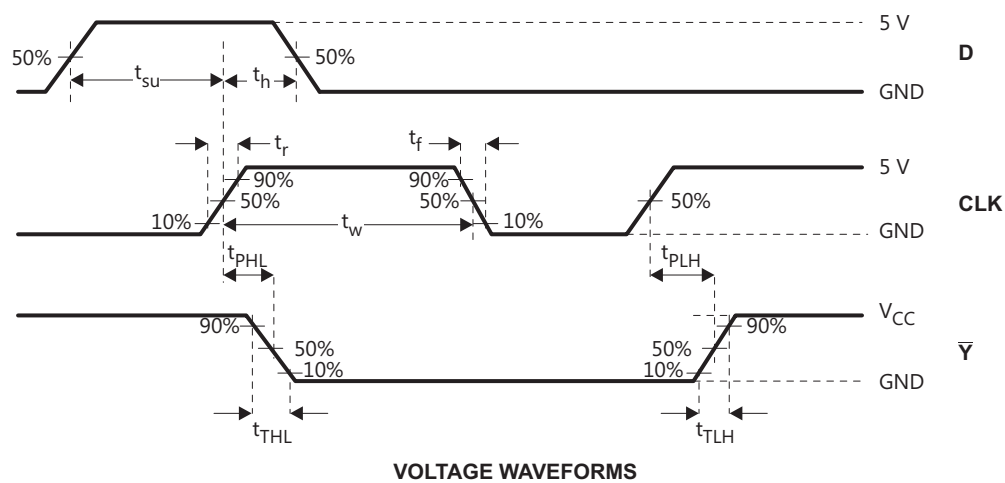 5 V
50%
50%
D
t_su
t_h
GND
t_r
t_f
5 V
90%
90%
50%
50%
50%
CLK
10%
t_w
10%
GND
t_PHL
t_PLH
V_CC
90%
90%
50%
50%
Y̅
10%
10%
GND
t_THL
t_TLH
VOLTAGE WAVEFORMS